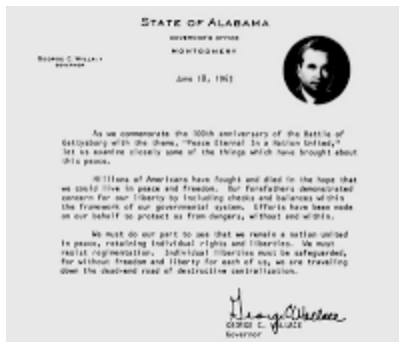 STATE OF ALABAMA
GOVERNOR'S OFFICE
MONTGOMERY
GEORGE C. WALLACE
GOVERNOR
June 18, 1963
As we commemorate the 100th anniversary of the Battle of
Gettysburg with the theme, "Peace Eternal in a Nation United,"
let us examine closely some of the things which have brought about
this peace.
Millions of Americans have fought and died in the hope that
we could live in peace and freedom. Our forefathers demonstrated
concern for our liberty by including checks and balances within
the framework of our governmental system. Efforts have been made
on our behalf to protect us from dangers, without and within.
We must do our part to see that we remain a nation united
in peace, retaining individual rights and liberties. We must
resist regimentation. Individual liberties must be safeguarded,
for without freedom and liberty for each of us, we are traveling
down the dead-end road of destructive centralization.
George C. Wallace
GEORGE C. WALLACE
Governor